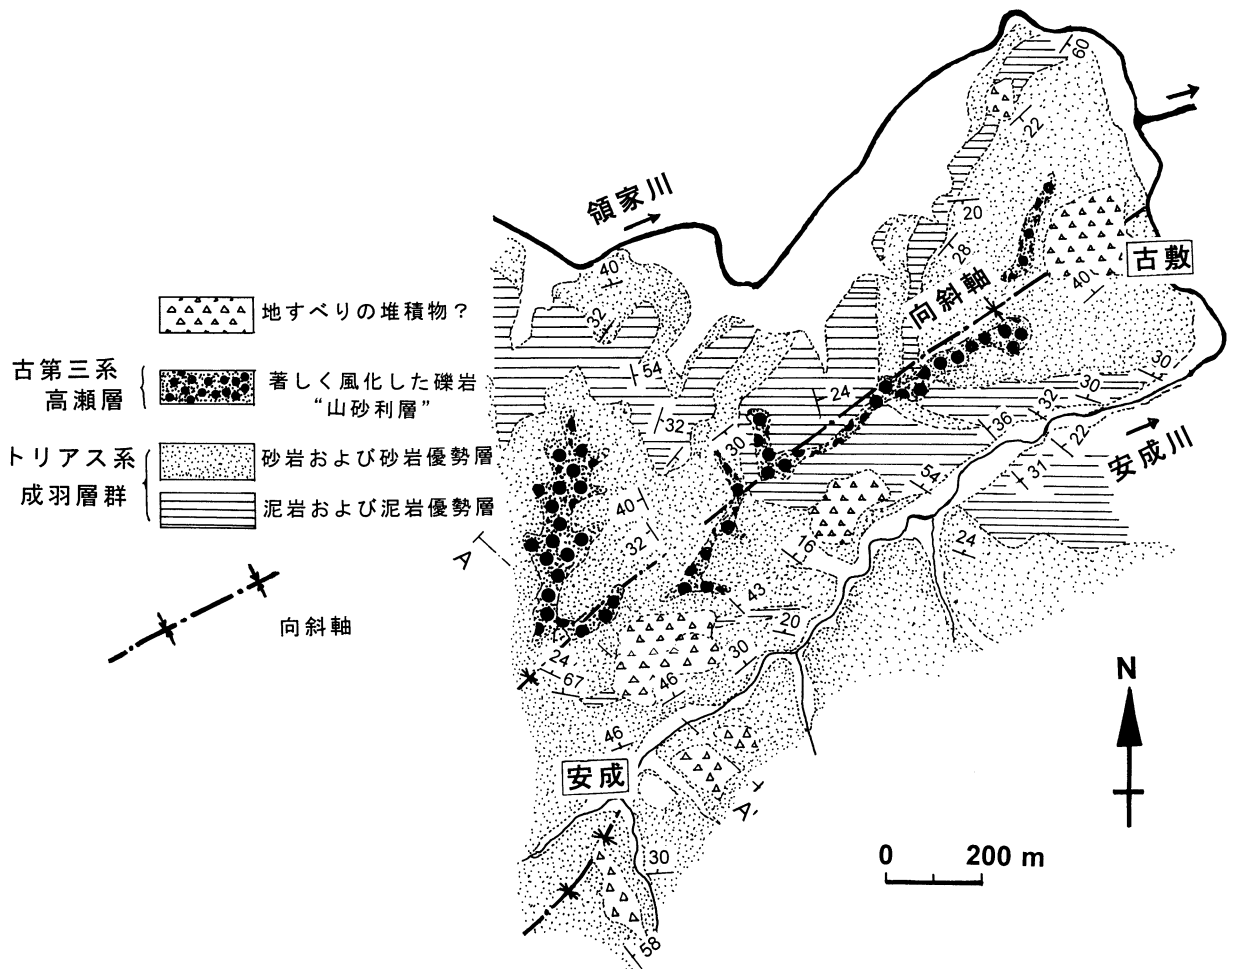 地すべりの堆積物?
古第三系
高瀬層
著しく風化した礫岩
“山砂利層”
トリアス系
成羽層群
砂岩および砂岩優勢層
泥岩および泥岩優勢層
向斜軸
領家川
向斜軸
古敷
安成川
安成
A
A'
N
0 200 m
60
22
20
28
40
40
32
54
32
24
30
30
30
32
36
22
31
54
24
40
32
16
43
20
30
24
67
46
46
30
58